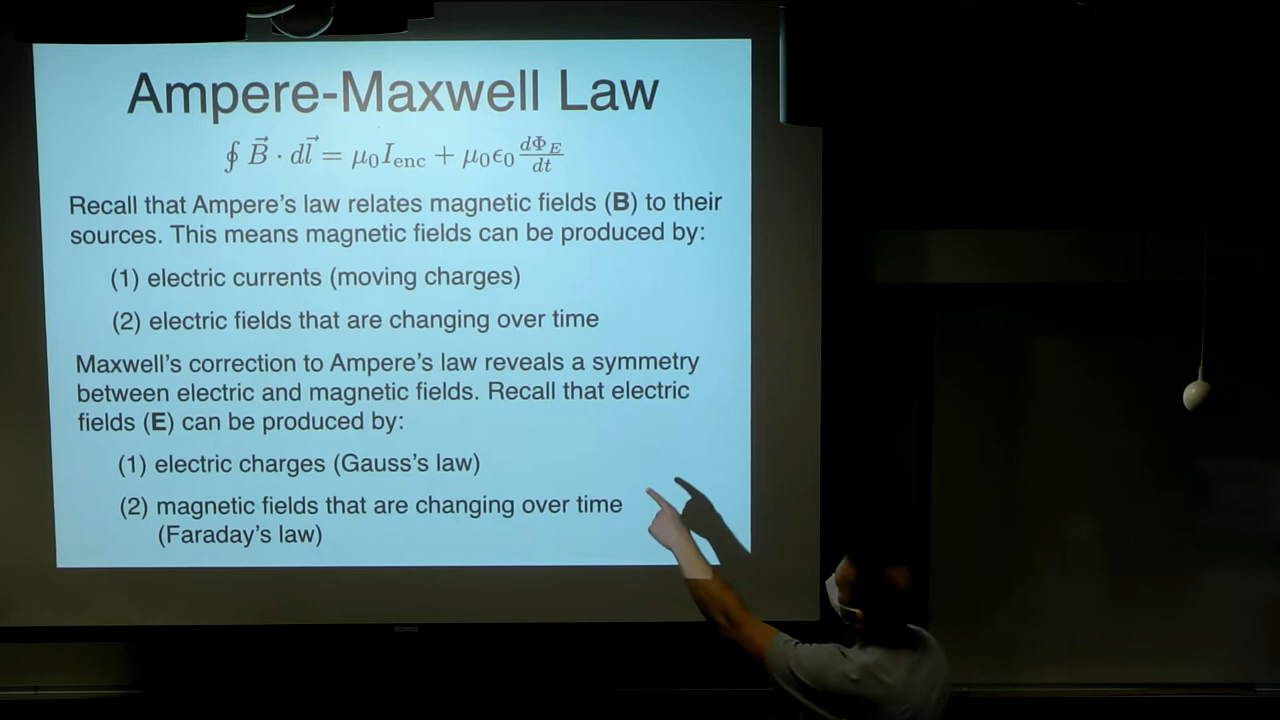 Ampere-Maxwell Law
∮ B⃗ · dl⃗ = μ₀I_enc + μ₀ϵ₀ dΦ_E/dt
Recall that Ampere's law relates magnetic fields (B) to their
sources. This means magnetic fields can be produced by:
(1) electric currents (moving charges)
(2) electric fields that are changing over time
Maxwell's correction to Ampere's law reveals a symmetry
between electric and magnetic fields. Recall that electric
fields (E) can be produced by:
(1) electric charges (Gauss's law)
(2) magnetic fields that are changing over time
(Faraday's law)